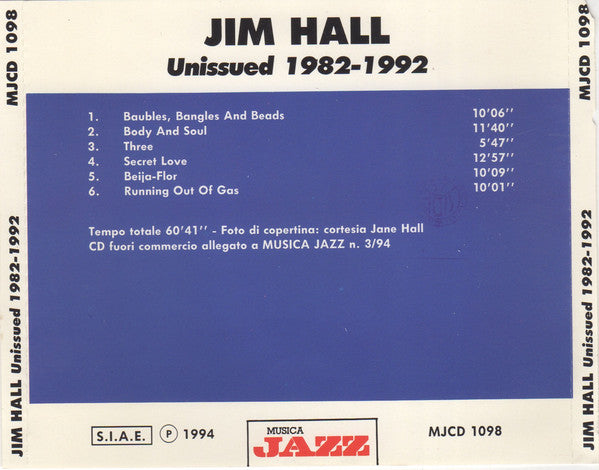 JIM HALL
Unissued 1982-1992
1. Baubles, Bangles And Beads 10'06''
2. Body And Soul 11'40''
3. Three 5'47''
4. Secret Love 12'57''
5. Beija-Flor 10'09''
6. Running Out Of Gas 10'01''
Tempo totale 60'41'' - Foto di copertina: cortesia Jane Hall
CD fuori commercio allegato a MUSICA JAZZ n. 3/94
S.I.A.E. ℗ 1994
MUSICA
JAZZ
MJCD 1098
JIM HALL Unissued 1982-1992 MJCD 1098
JIM HALL Unissued 1982-1992 MJCD 1098